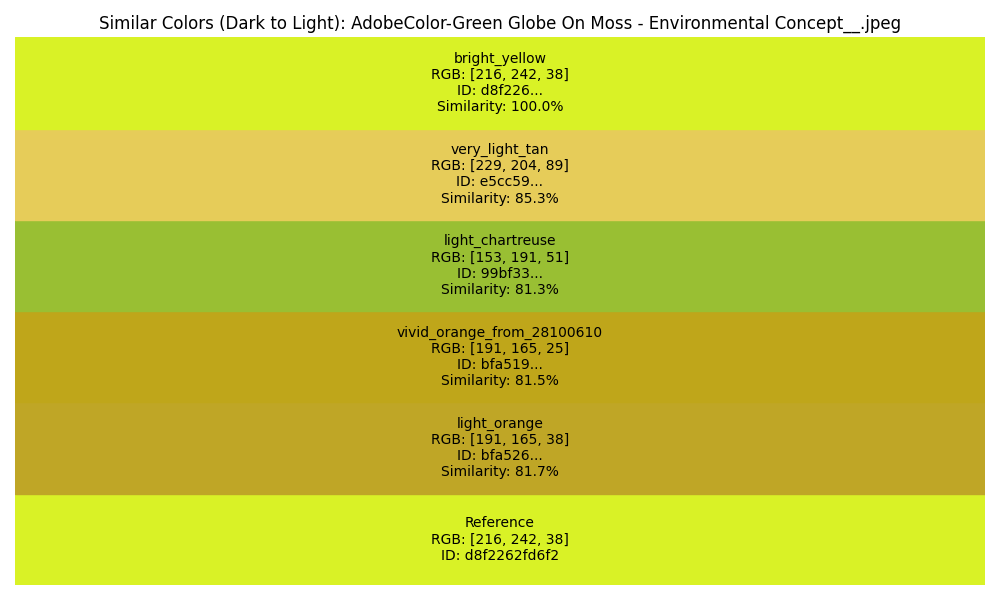 Similar Colors (Dark to Light): AdobeColor-Green Globe On Moss - Environmental Concept__.jpeg
bright_yellow
RGB: [216, 242, 38]
ID: d8f226...
Similarity: 100.0%
very_light_tan
RGB: [229, 204, 89]
ID: e5cc59...
Similarity: 85.3%
light_chartreuse
RGB: [153, 191, 51]
ID: 99bf33...
Similarity: 81.3%
vivid_orange_from_28100610
RGB: [191, 165, 25]
ID: bfa519...
Similarity: 81.5%
light_orange
RGB: [191, 165, 38]
ID: bfa526...
Similarity: 81.7%
Reference
RGB: [216, 242, 38]
ID: d8f2262fd6f2